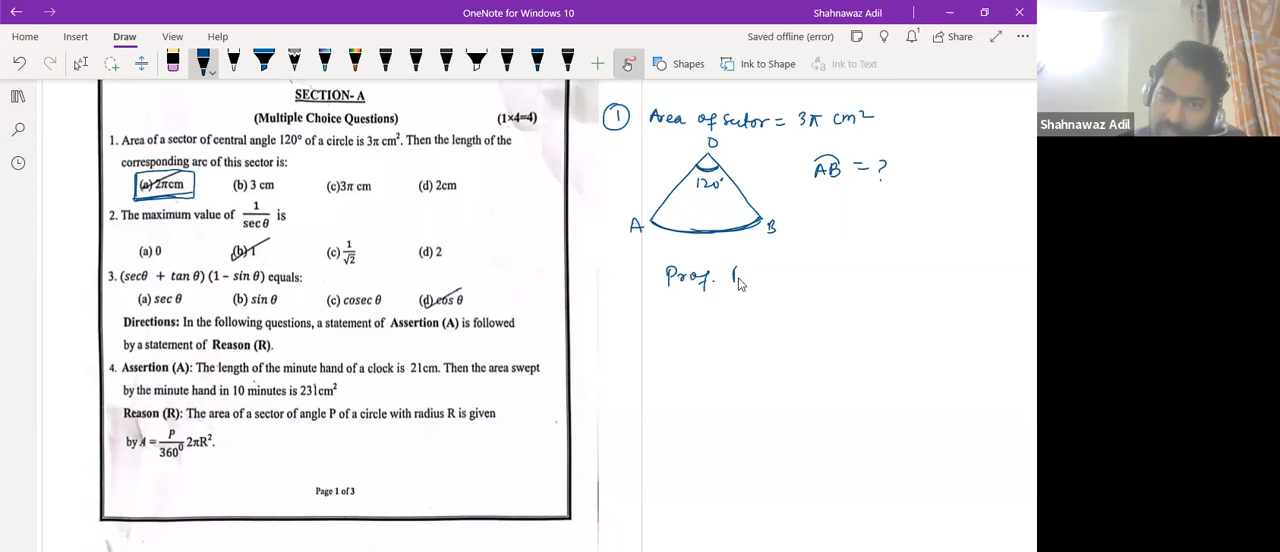 OneNote for Windows 10
Shahnawaz Adil
Home Insert Draw View Help
Saved offline (error)
Share
Shapes
Ink to Shape
Ink to Text
SECTION-A
(Multiple Choice Questions) (1×4=4)
1. Area of a sector of central angle 120° of a circle is 3π cm². Then the length of the
corresponding arc of this sector is:
(a) 2πcm (b) 3 cm (c)3π cm (d) 2cm
2. The maximum value of 1/secθ is
(a) 0 (b) 1 (c) 1/√2 (d) 2
3. (secθ + tan θ) (1 − sin θ) equals:
(a) sec θ (b) sin θ (c) cosec θ (d) cos θ
Directions: In the following questions, a statement of Assertion (A) is followed
by a statement of Reason (R).
4. Assertion (A): The length of the minute hand of a clock is 21cm. Then the area swept
by the minute hand in 10 minutes is 231cm²
Reason (R): The area of a sector of angle P of a circle with radius R is given
by A = P/360⁰ 2πR².
Page 1 of 3
① Area of sector = 3π cm²
O
120°
A B
AB = ?
Prof.
Shahnawaz Adil